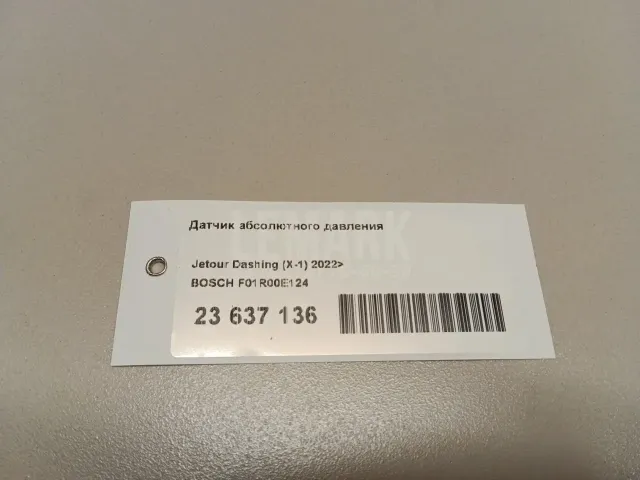 Датчик абсолютного давления
Jetour Dashing (X-1) 2022>
BOSCH F01R00E124
23 637 136